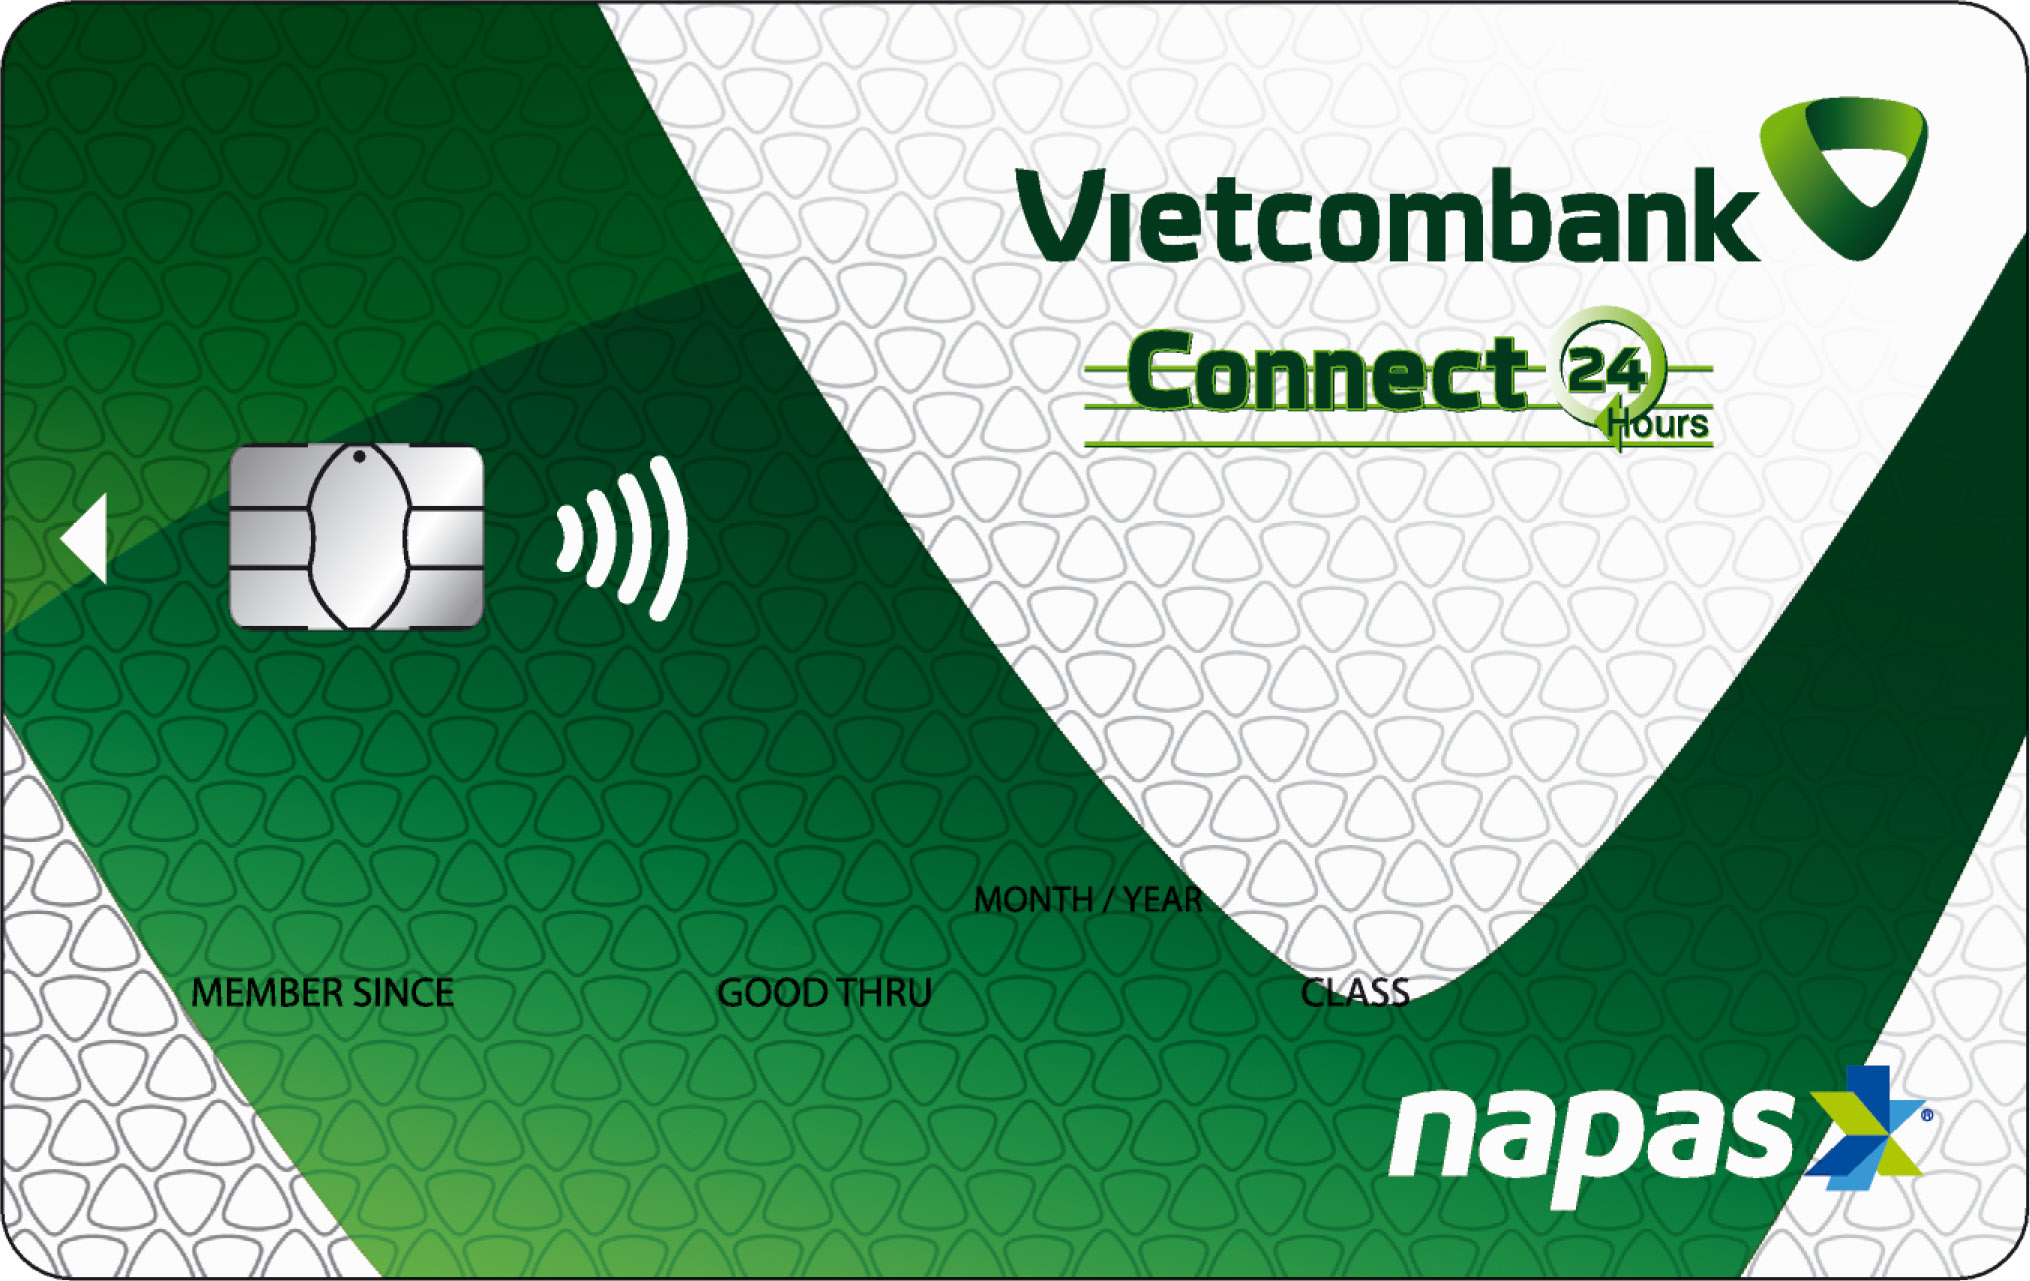 Vietcombank
Connect 24
Hours
MONTH / YEAR
MEMBER SINCE GOOD THRU CLASS
napas ®